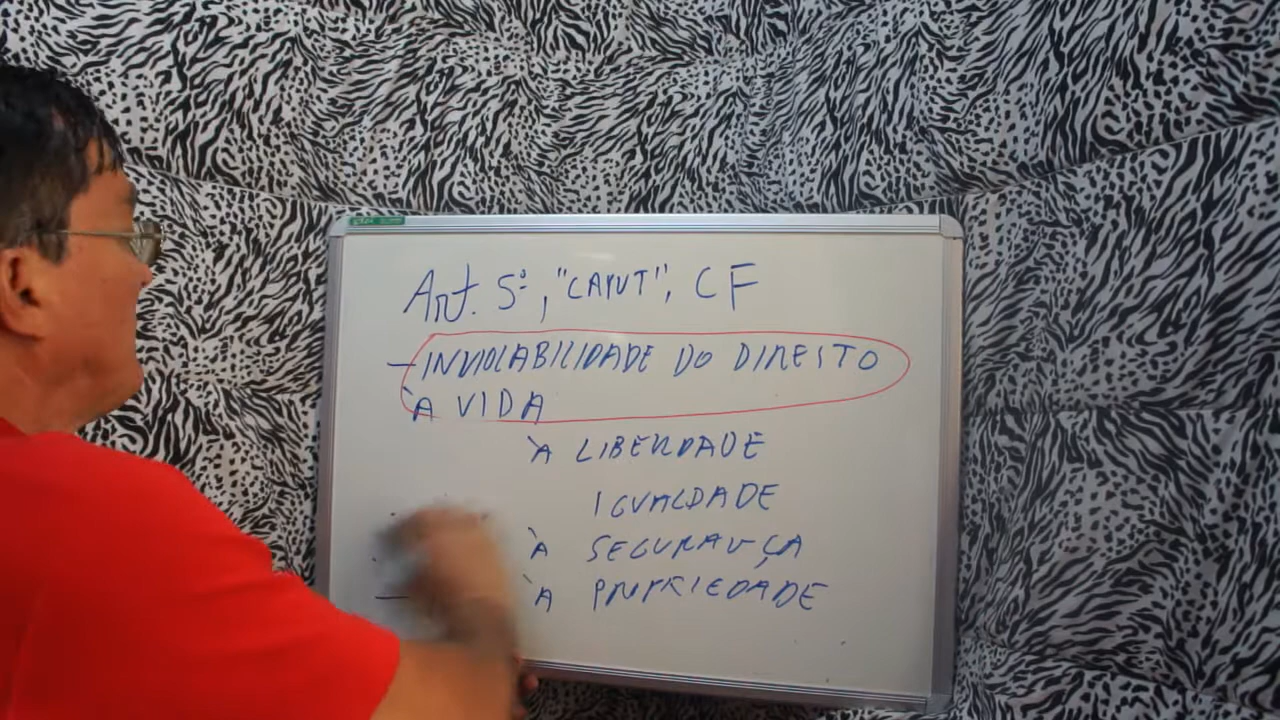 Art. 5º, "CAPUT", CF
- INVIOLABILIDADE DO DIREITO
À VIDA
À LIBERDADE
IGUALDADE
À SEGURANÇA
À PROPRIEDADE